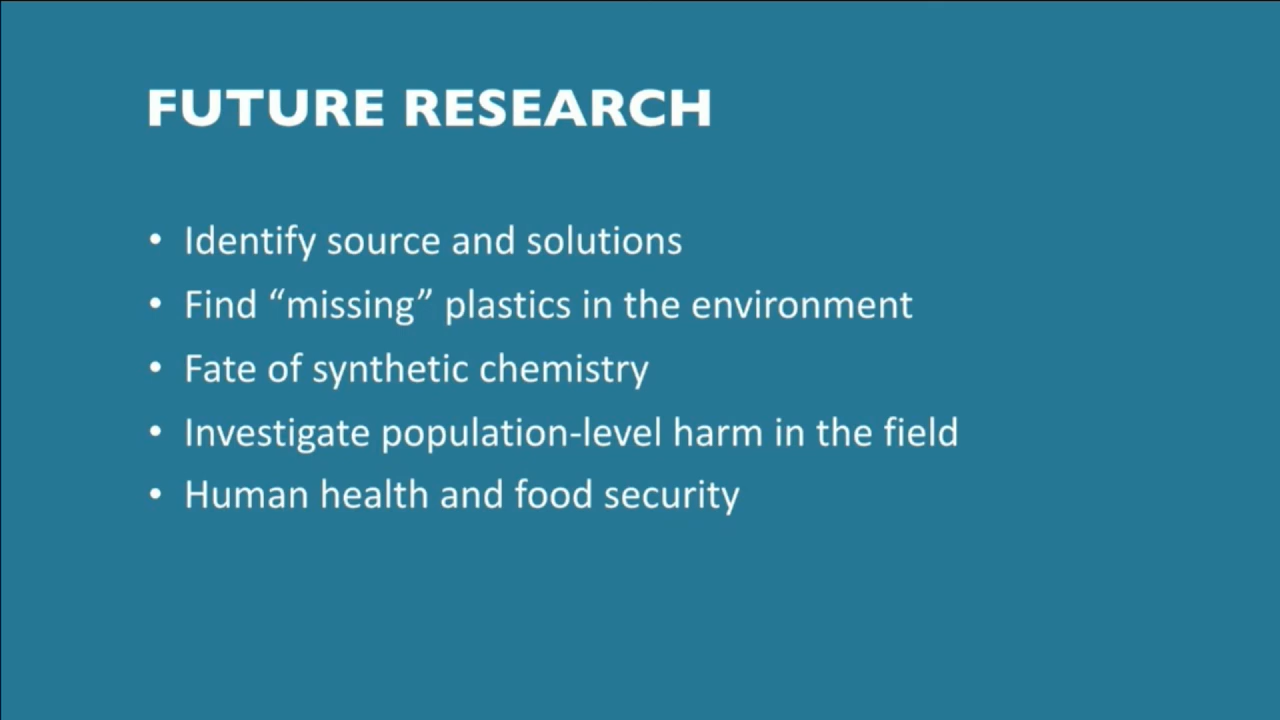 FUTURE RESEARCH
• Identify source and solutions
• Find “missing” plastics in the environment
• Fate of synthetic chemistry
• Investigate population-level harm in the field
• Human health and food security